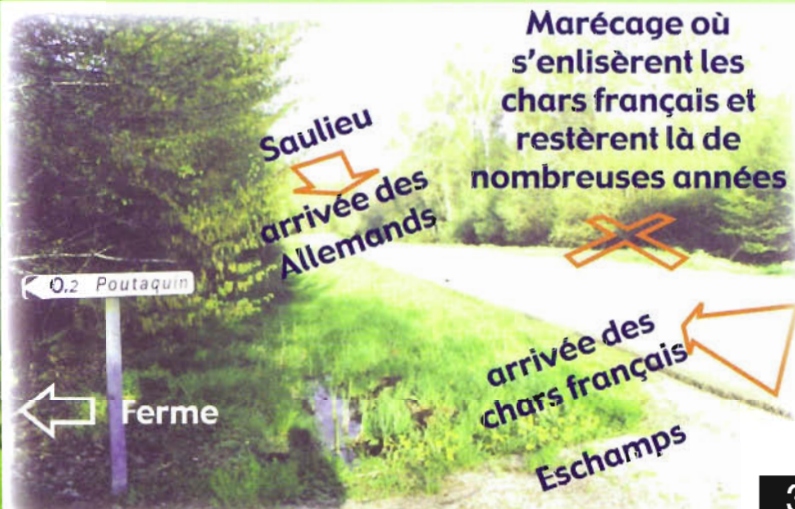 Marécage où
s'enlisèrent les
chars français et
restèrent là de
nombreuses années
Saulieu
arrivée des
Allemands
0,2 Poutaquin
arrivée des
chars français
Ferme
Eschamps
3